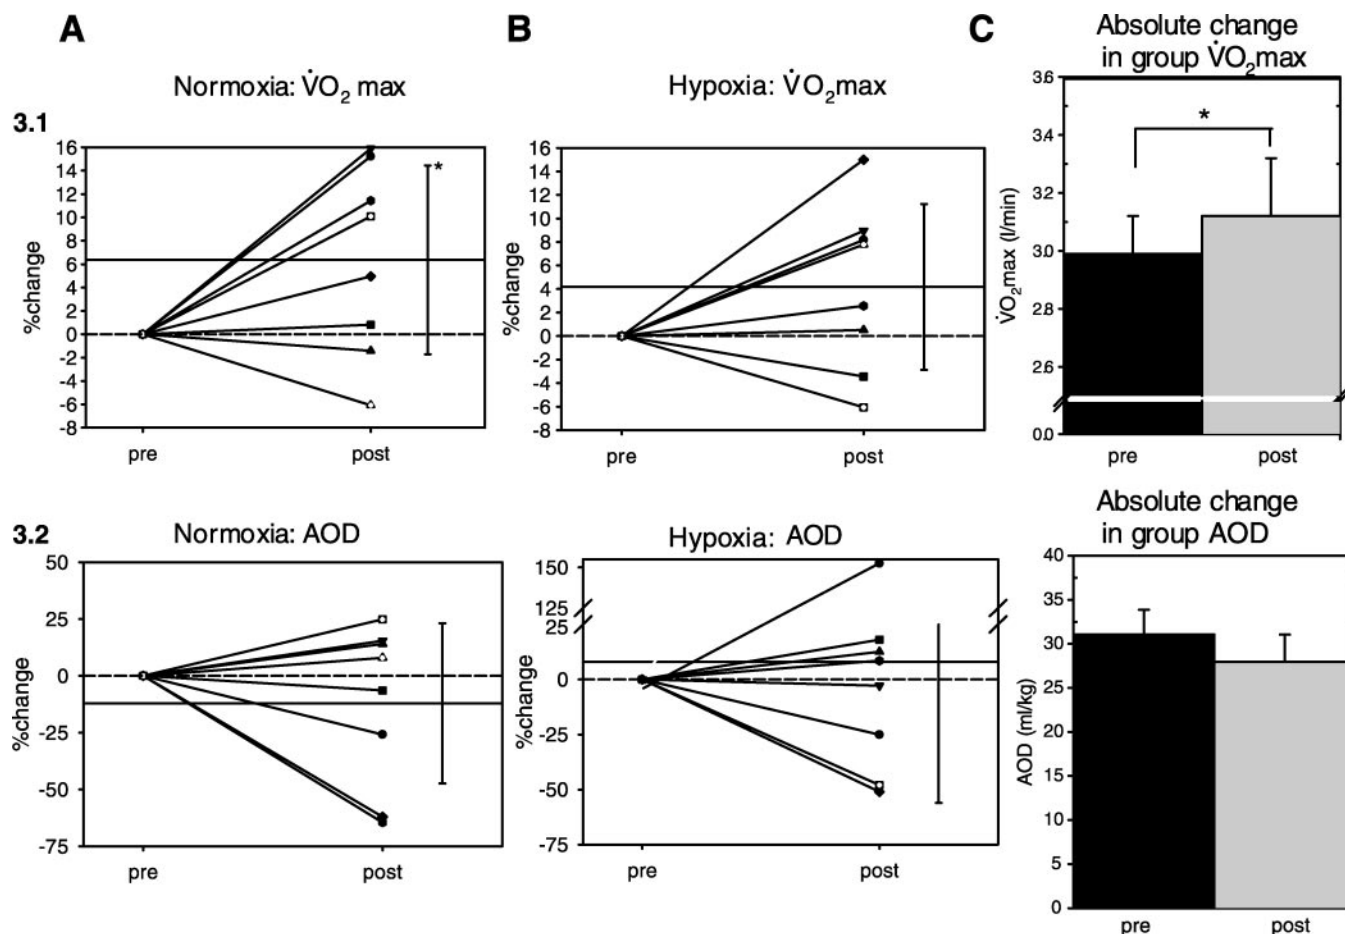 A
B
C
Absolute change
in group V̇O₂max
Normoxia: V̇O₂ max
Hypoxia: V̇O₂max
3.1
16
14
12
10
8
6
4
2
0
-2
-4
-6
-8
%change
*
pre
post
16
14
12
10
8
6
4
2
0
-2
-4
-6
-8
%change
pre
post
3.6
3.4
3.2
3.0
2.8
2.6
0.0
V̇O₂max (l/min)
*
pre
post
3.2
Normoxia: AOD
Hypoxia: AOD
Absolute change
in group AOD
50
25
0
-25
-50
-75
%change
pre
post
150
125
25
0
-25
-50
-75
%change
pre
post
40
35
30
25
20
15
10
5
0
AOD (ml/kg)
pre
post